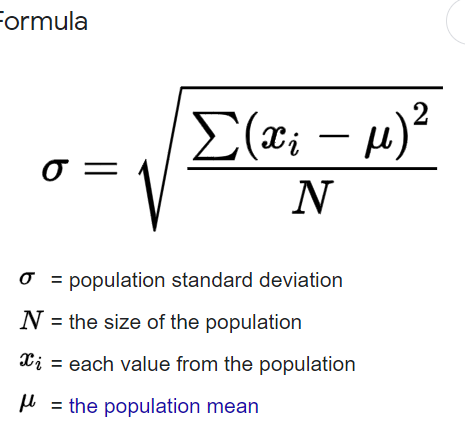 Formula
σ = √(∑(xᵢ − μ)² / N)
σ = population standard deviation
N = the size of the population
xᵢ = each value from the population
μ = the population mean